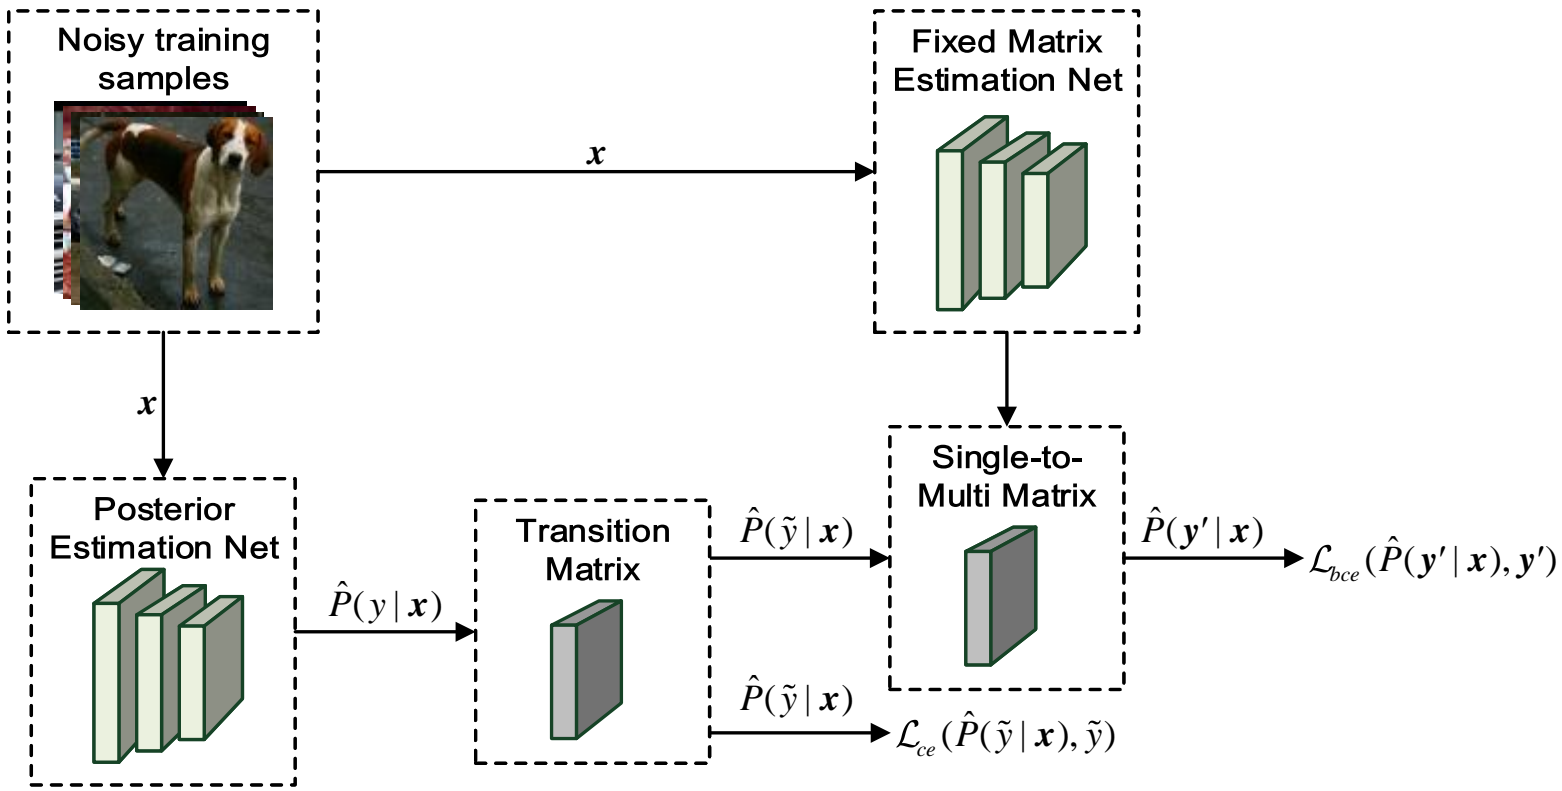 Noisy training
samples
Fixed Matrix
Estimation Net
x
x
Single-to-
Multi Matrix
Posterior
Estimation Net
Transition
Matrix
P̂(y | x)
P̂(ỹ | x)
P̂(y′ | x)
ℒbce(P̂(y′ | x), y′)
P̂(ỹ | x)
ℒce(P̂(ỹ | x), ỹ)